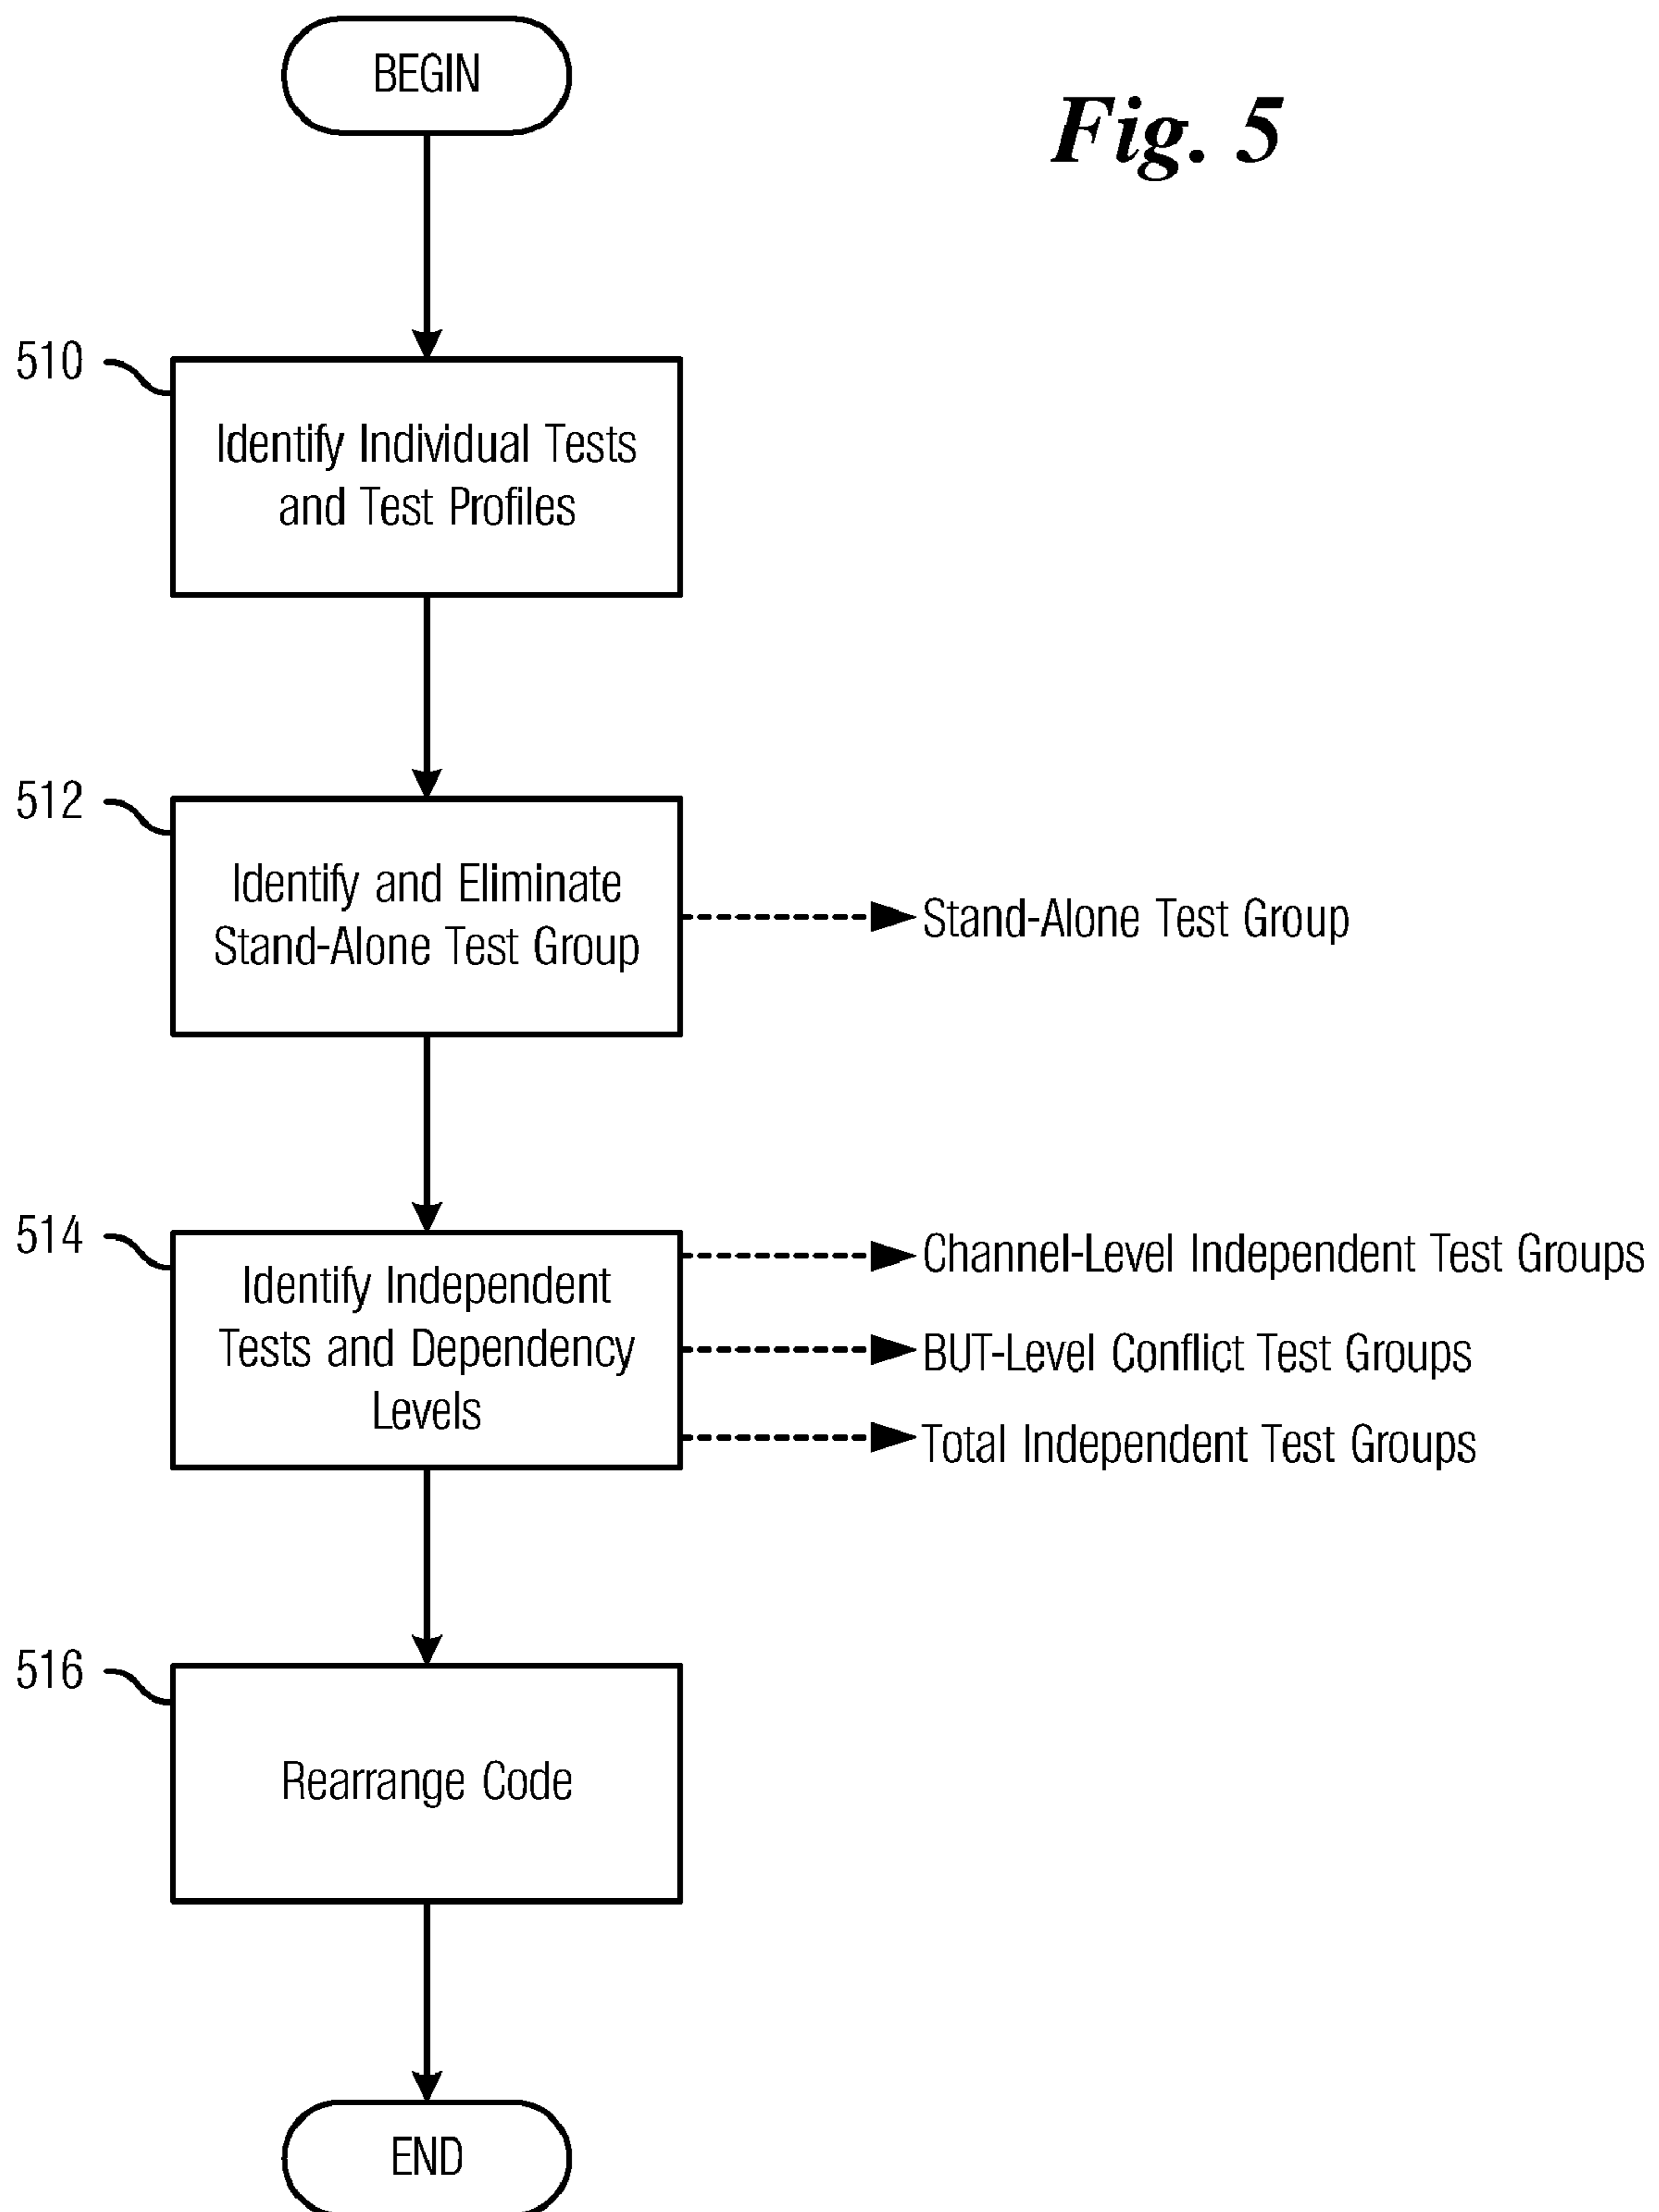 BEGIN
Fig. 5
510
Identify Individual Tests
and Test Profiles
512
Identify and Eliminate
Stand-Alone Test Group
Stand-Alone Test Group
514
Identify Independent
Tests and Dependency
Levels
Channel-Level Independent Test Groups
BUT-Level Conflict Test Groups
Total Independent Test Groups
516
Rearrange Code
END